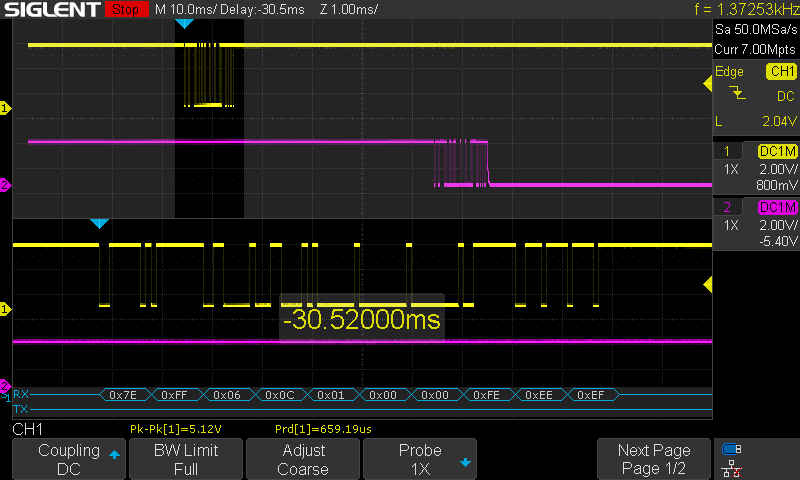 SIGLENT Stop M 10.0ms/ Delay:-30.5ms Z 1.00ms/ f = 1.37253kHz
Sa 50.0MSa/s
Curr 7.00Mpts
Edge CH1
DC
L 2.04V
1 DC1M
1X 2.00V/
800mV
2 DC1M
1X 2.00V/
-5.40V
1
2
1
-30.52000ms
2
S1 RX 0x7E 0xFF 0x06 0x0C 0x01 0x00 0x00 0xFE 0xEE 0xEF
TX
CH1 Pk-Pk[1]=5.12V Prd[1]=659.19us
Coupling BW Limit Adjust Probe Next Page
DC Full Coarse 1X Page 1/2